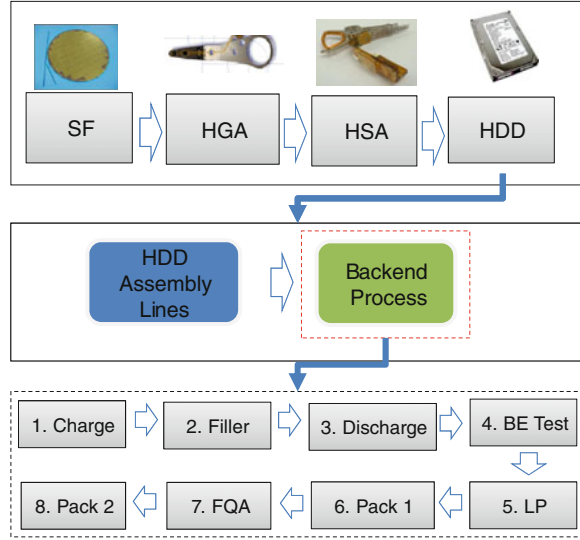 SF
HGA
HSA
HDD
HDD
Assembly
Lines
Backend
Process
1. Charge
2. Filler
3. Discharge
4. BE Test
5. LP
6. Pack 1
7. FQA
8. Pack 2